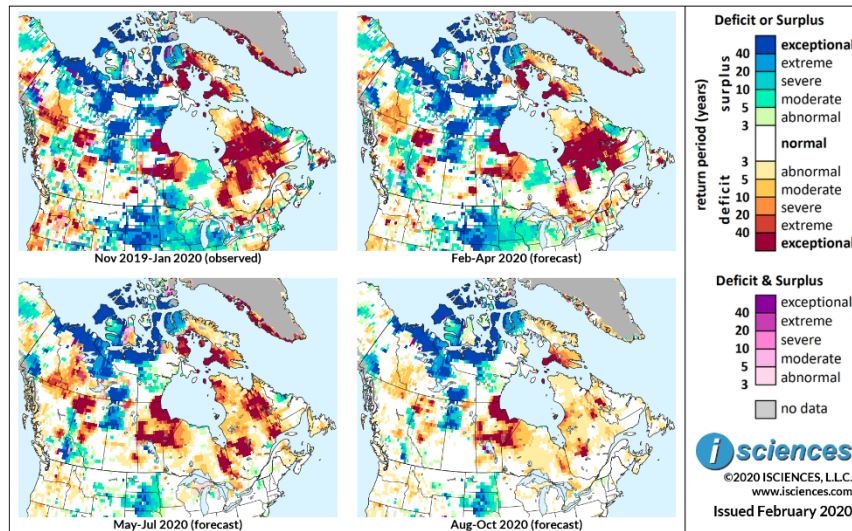 Nov 2019-Jan 2020 (observed)
Feb-Apr 2020 (forecast)
May-Jul 2020 (forecast)
Aug-Oct 2020 (forecast)
Deficit or Surplus
return period (years)
surplus
deficit
exceptional
40
extreme
20
severe
10
moderate
5
abnormal
3
normal
3
abnormal
5
moderate
10
severe
20
extreme
40
exceptional
Deficit & Surplus
exceptional
40
extreme
20
severe
10
moderate
5
abnormal
3
no data
i sciences
©2020 ISCIENCES, L.L.C.
www.isciences.com
Issued February 2020